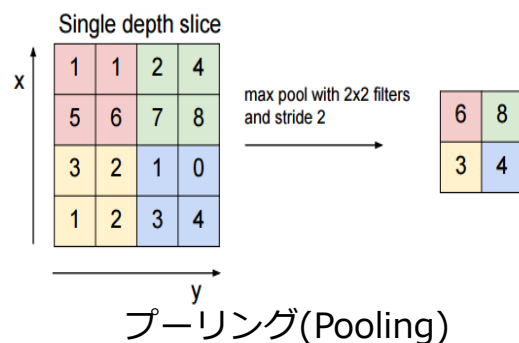 Single depth slice
x
1 1 2 4
5 6 7 8
3 2 1 0
1 2 3 4
y
max pool with 2x2 filters
and stride 2
6 8
3 4
プーリング(Pooling)